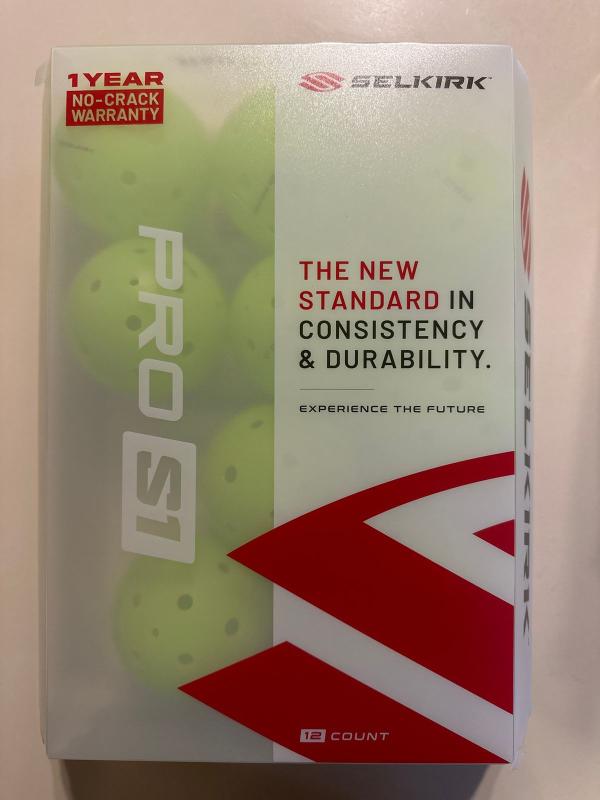 1 YEAR
NO-CRACK
WARRANTY
SELKIRK
PRO S1
THE NEW
STANDARD IN
CONSISTENCY
& DURABILITY.
EXPERIENCE THE FUTURE
12 COUNT
SELKIRK